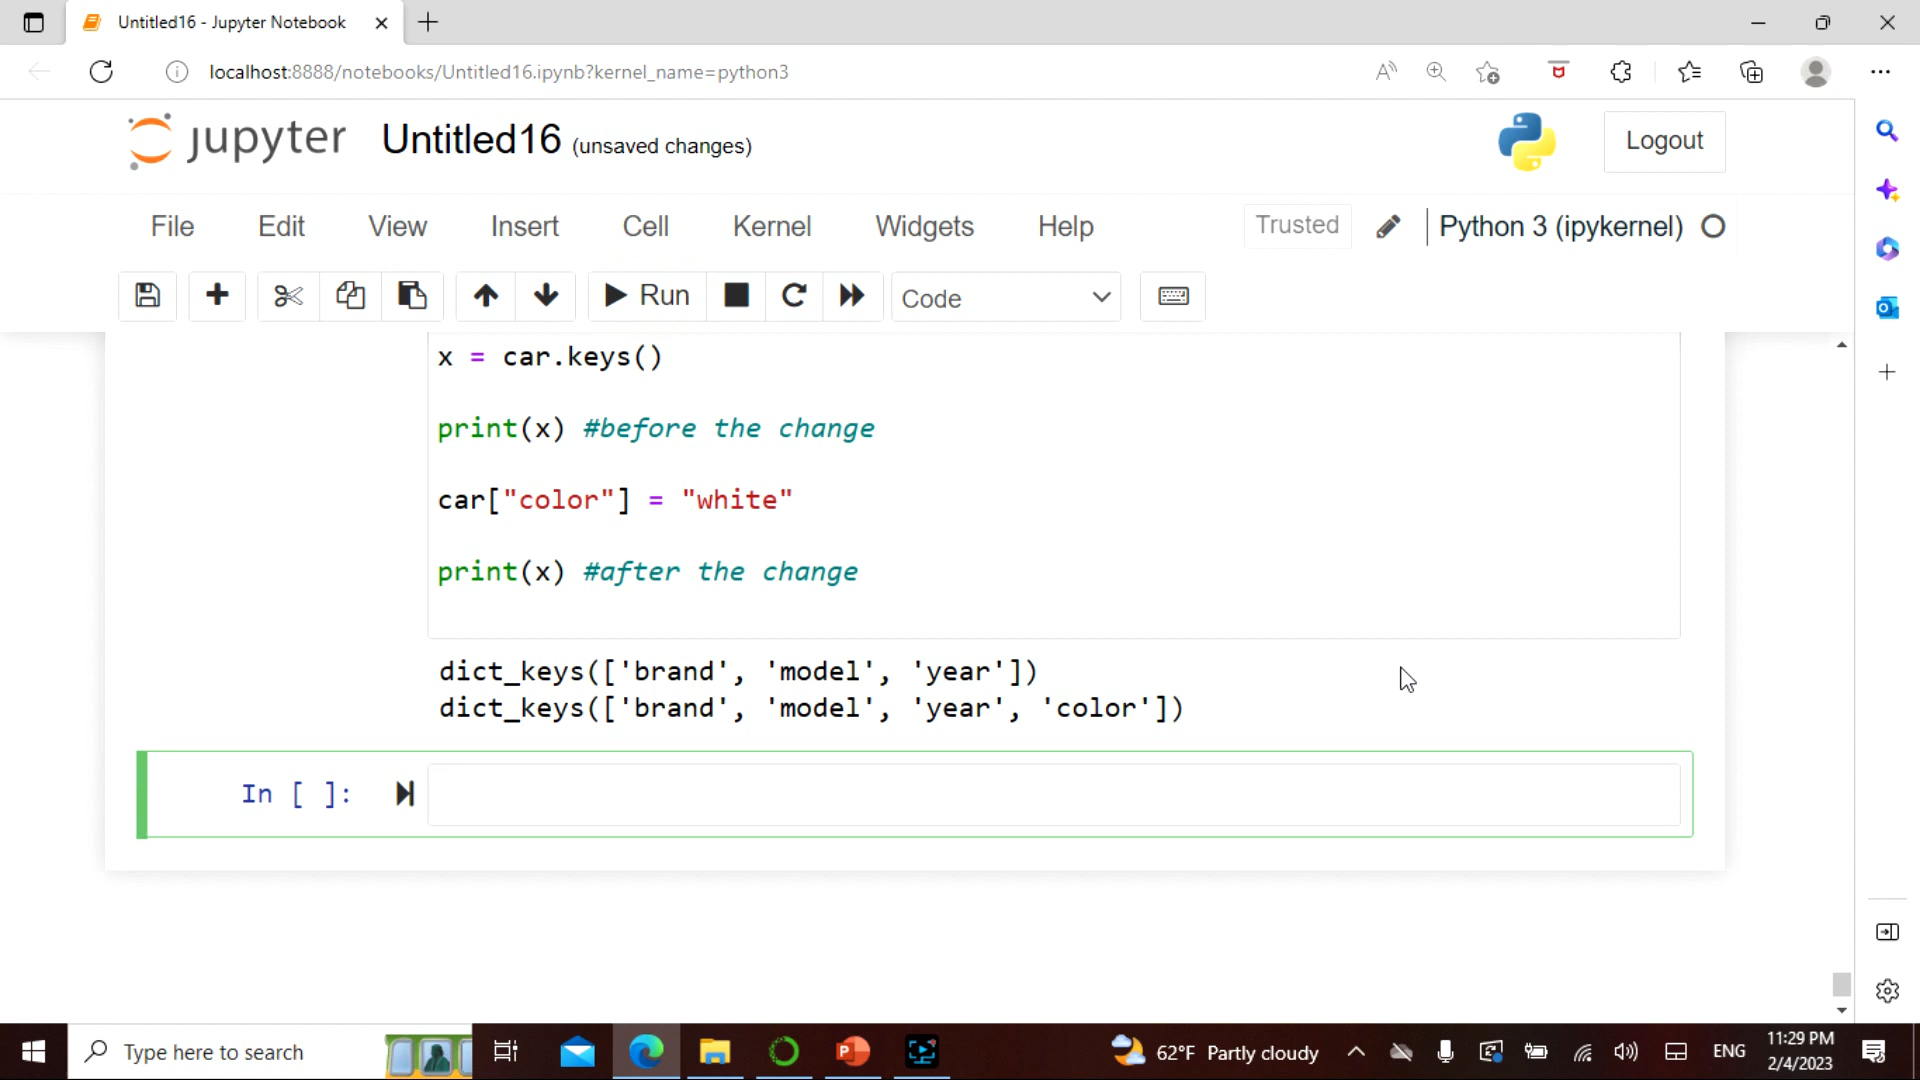 Untitled16 - Jupyter Notebook
localhost:8888/notebooks/Untitled16.ipynb?kernel_name=python3
jupyter Untitled16 (unsaved changes)
Logout
File Edit View Insert Cell Kernel Widgets Help Trusted Python 3 (ipykernel)
Run Code
x = car.keys()
print(x) #before the change
car["color"] = "white"
print(x) #after the change
dict_keys(['brand', 'model', 'year'])
dict_keys(['brand', 'model', 'year', 'color'])
In [ ]:
Type here to search
62°F Partly cloudy
ENG
11:29 PM
2/4/2023